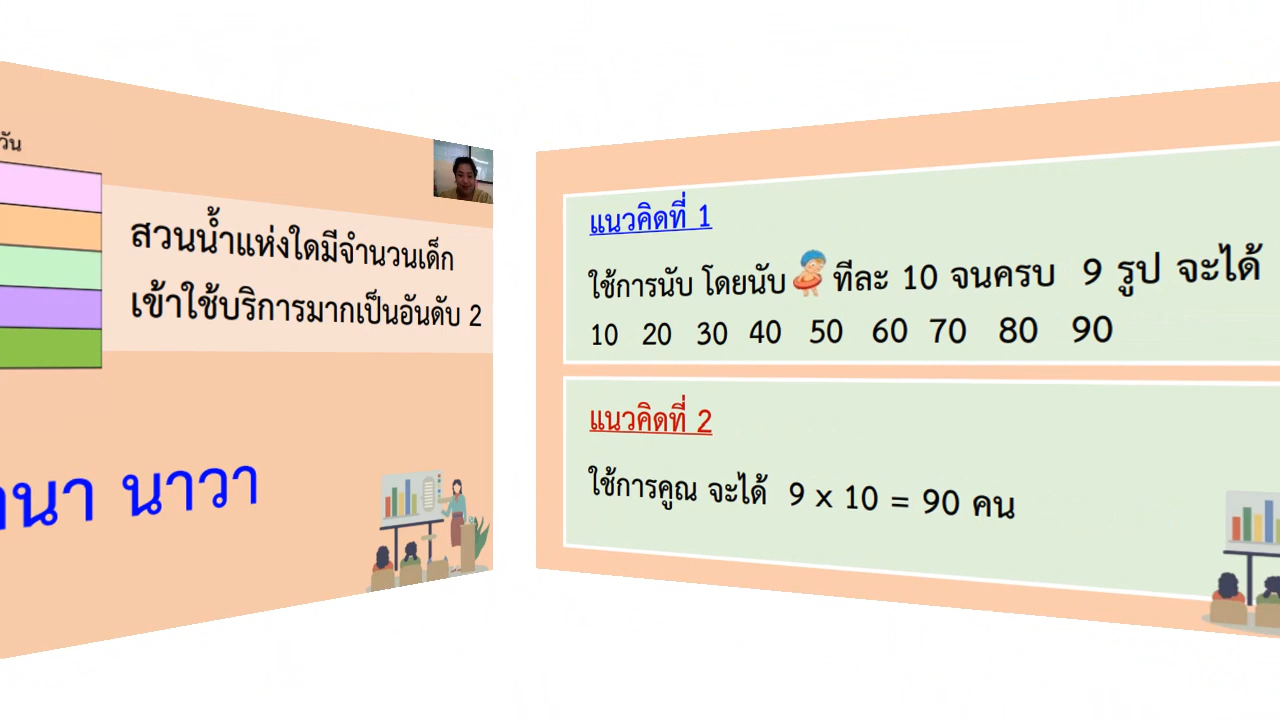 วัน
สวนน้ำแห่งใดมีจำนวนเด็ก
เข้าใช้บริการมากเป็นอันดับ 2
นาวา
แนวคิดที่ 1
ใช้การนับ โดยนับ ทีละ 10 จนครบ 9 รูป จะได้
10 20 30 40 50 60 70 80 90
แนวคิดที่ 2
ใช้การคูณ จะได้ 9 x 10 = 90 คน